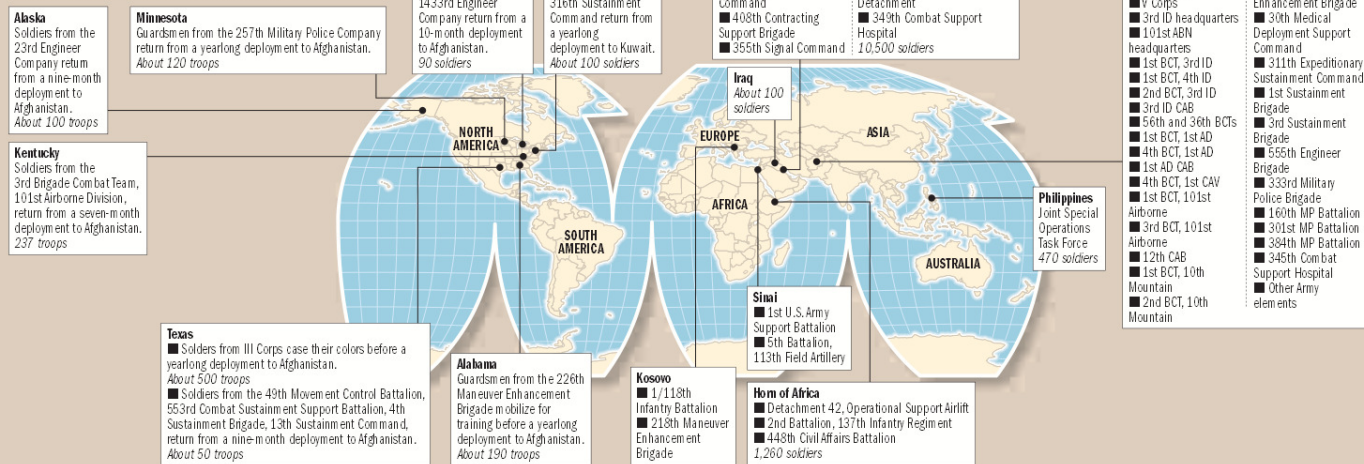 Alaska
Soldiers from the
23rd Engineer
Company return
from a nine-month
deployment to
Afghanistan.
About 100 troops
Minnesota
Guardsmen from the 257th Military Police Company
return from a yearlong deployment to Afghanistan.
About 120 troops
1433rd Engineer
Company return from a
10-month deployment
to Afghanistan.
90 soldiers
316th Sustainment
Command return from
a yearlong
deployment to Kuwait.
About 100 soldiers
Command
■ 408th Contracting
Support Brigade
■ 355th Signal Command
Detachment
■ 349th Combat Support
Hospital
10,500 soldiers
Iraq
About 100
soldiers
■ V Corps
■ 3rd ID headquarters
■ 101st ABN
headquarters
■ 1st BCT, 3rd ID
■ 1st BCT, 4th ID
■ 2nd BCT, 3rd ID
■ 3rd ID CAB
■ 56th and 36th BCTs
■ 1st BCT, 1st AD
■ 4th BCT, 1st AD
■ 1st AD CAB
■ 4th BCT, 1st CAV
■ 1st BCT, 101st
Airborne
■ 3rd BCT, 101st
Airborne
■ 12th CAB
■ 1st BCT, 10th
Mountain
■ 2nd BCT, 10th
Mountain
Enhancement Brigade
■ 30th Medical
Deployment Support
Command
■ 311th Expeditionary
Sustainment Command
■ 1st Sustainment
Brigade
■ 3rd Sustainment
Brigade
■ 555th Engineer
Brigade
■ 333rd Military
Police Brigade
■ 160th MP Battalion
■ 301st MP Battalion
■ 384th MP Battalion
■ 345th Combat
Support Hospital
■ Other Army
elements
Kentucky
Soldiers from the
3rd Brigade Combat Team,
101st Airborne Division,
return from a seven-month
deployment to Afghanistan.
237 troops
NORTH
AMERICA
SOUTH
AMERICA
EUROPE
AFRICA
ASIA
AUSTRALIA
Philippines
Joint Special
Operations
Task Force
470 soldiers
Texas
■ Solders from III Corps case their colors before a
yearlong deployment to Afghanistan.
About 500 troops
■ Soldiers from the 49th Movement Control Battalion,
553rd Combat Sustainment Support Battalion, 4th
Sustainment Brigade, 13th Sustainment Command,
return from a nine-month deployment to Afghanistan.
About 50 troops
Alabama
Guardsmen from the 226th
Maneuver Enhancement
Brigade mobilize for
training before a yearlong
deployment to Afghanistan.
About 190 troops
Kosovo
■ 1/118th
Infantry Battalion
■ 218th Maneuver
Enhancement
Brigade
Sinai
■ 1st U.S. Army
Support Battalion
■ 5th Battalion,
113th Field Artillery
Horn of Africa
■ Detachment 42, Operational Support Airlift
■ 2nd Battalion, 137th Infantry Regiment
■ 448th Civil Affairs Battalion
1,260 soldiers